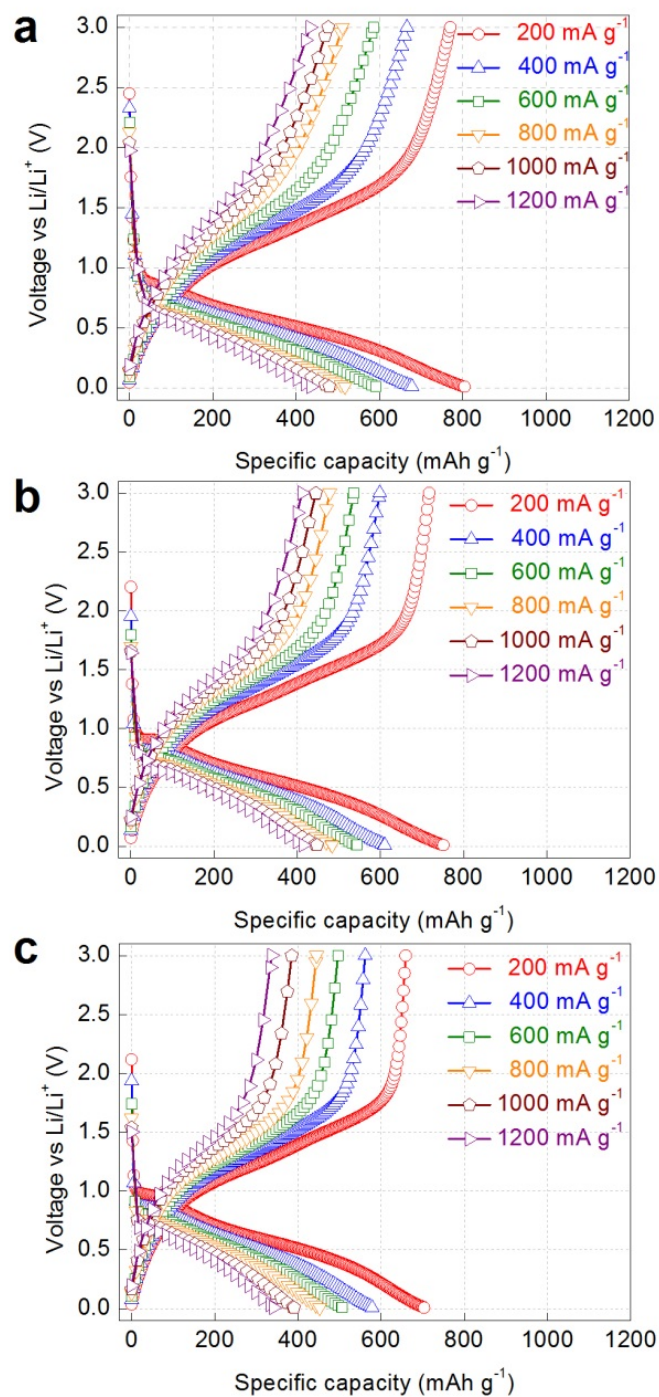 a
3.0
2.5
2.0
1.5
1.0
0.5
0.0
Voltage vs Li/Li⁺ (V)
200 mA g⁻¹
400 mA g⁻¹
600 mA g⁻¹
800 mA g⁻¹
1000 mA g⁻¹
1200 mA g⁻¹
0 200 400 600 800 1000 1200
Specific capacity (mAh g⁻¹)
b
3.0
2.5
2.0
1.5
1.0
0.5
0.0
Voltage vs Li/Li⁺ (V)
200 mA g⁻¹
400 mA g⁻¹
600 mA g⁻¹
800 mA g⁻¹
1000 mA g⁻¹
1200 mA g⁻¹
0 200 400 600 800 1000 1200
Specific capacity (mAh g⁻¹)
c
3.0
2.5
2.0
1.5
1.0
0.5
0.0
Voltage vs Li/Li⁺ (V)
200 mA g⁻¹
400 mA g⁻¹
600 mA g⁻¹
800 mA g⁻¹
1000 mA g⁻¹
1200 mA g⁻¹
0 200 400 600 800 1000 1200
Specific capacity (mAh g⁻¹)